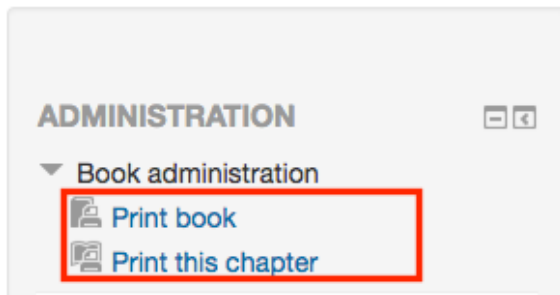 ADMINISTRATION
Book administration
Print book
Print this chapter